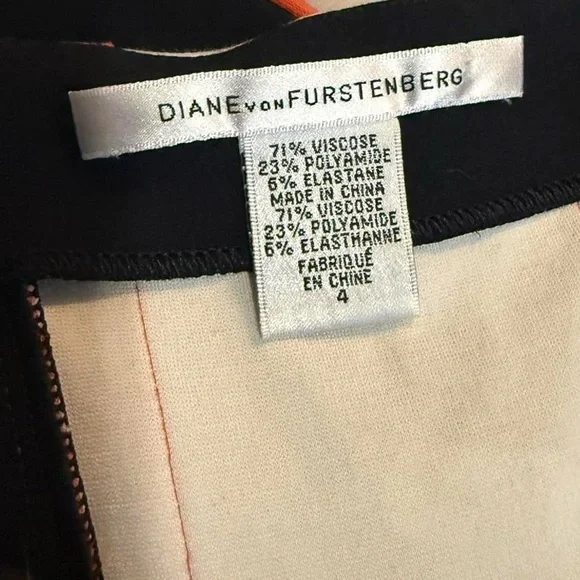 DIANE VON FURSTENBERG
71% VISCOSE
23% POLYAMIDE
6% ELASTANE
MADE IN CHINA
71% VISCOSE
23% POLYAMIDE
6% ELASTHANNE
FABRIQUÉ
EN CHINE
4